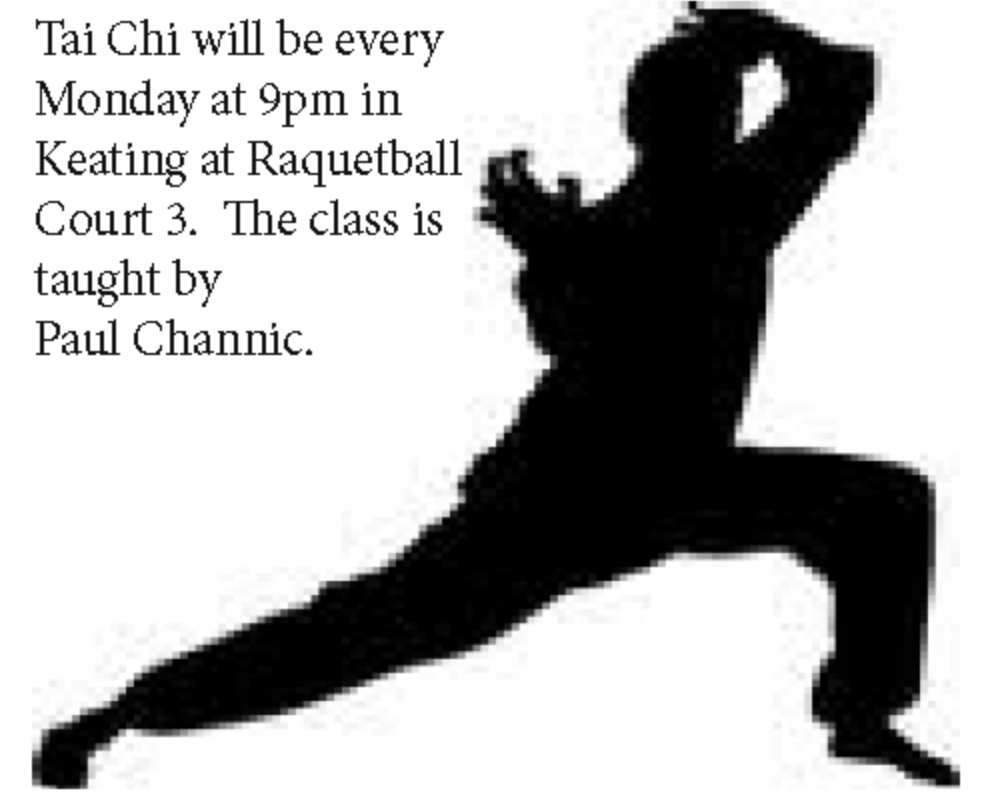 Tai Chi will be every
Monday at 9pm in
Keating at Raquetball
Court 3.  The class is
taught by
Paul Channic.